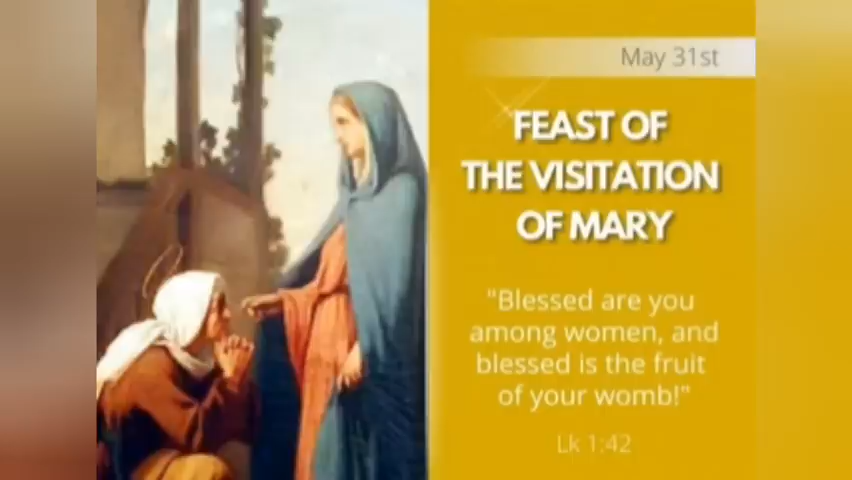 May 31st
FEAST OF
THE VISITATION
OF MARY
"Blessed are you
among women, and
blessed is the fruit
of your womb!"
Lk 1:42